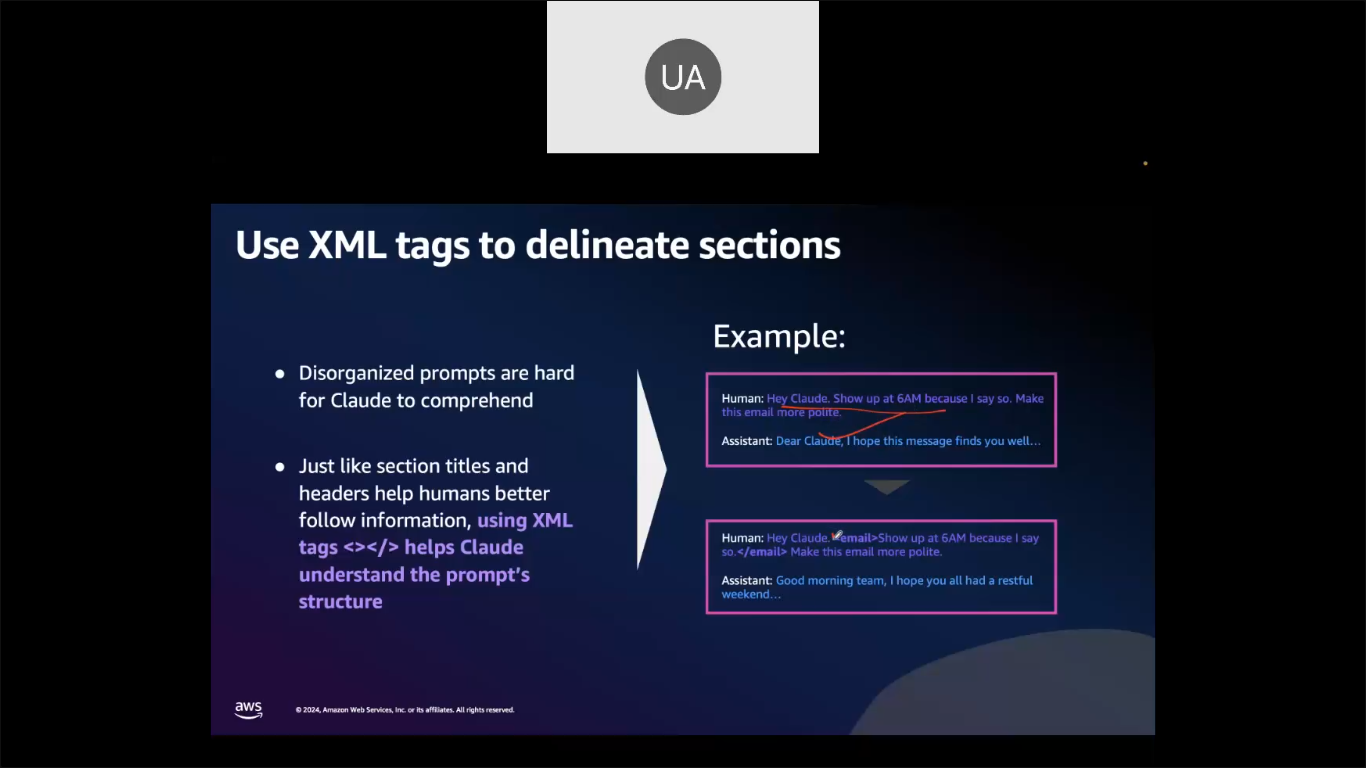 UA
Use XML tags to delineate sections
● Disorganized prompts are hard
for Claude to comprehend
● Just like section titles and
headers help humans better
follow information, using XML
tags <></> helps Claude
understand the prompt's
structure
Example:
Human: Hey Claude. Show up at 6AM because I say so. Make
this email more polite.
Assistant: Dear Claude, I hope this message finds you well…
Human: Hey Claude. <email>Show up at 6AM because I say
so.</email> Make this email more polite.
Assistant: Good morning team, I hope you all had a restful
weekend…
aws
© 2024, Amazon Web Services, Inc. or its affiliates. All rights reserved.